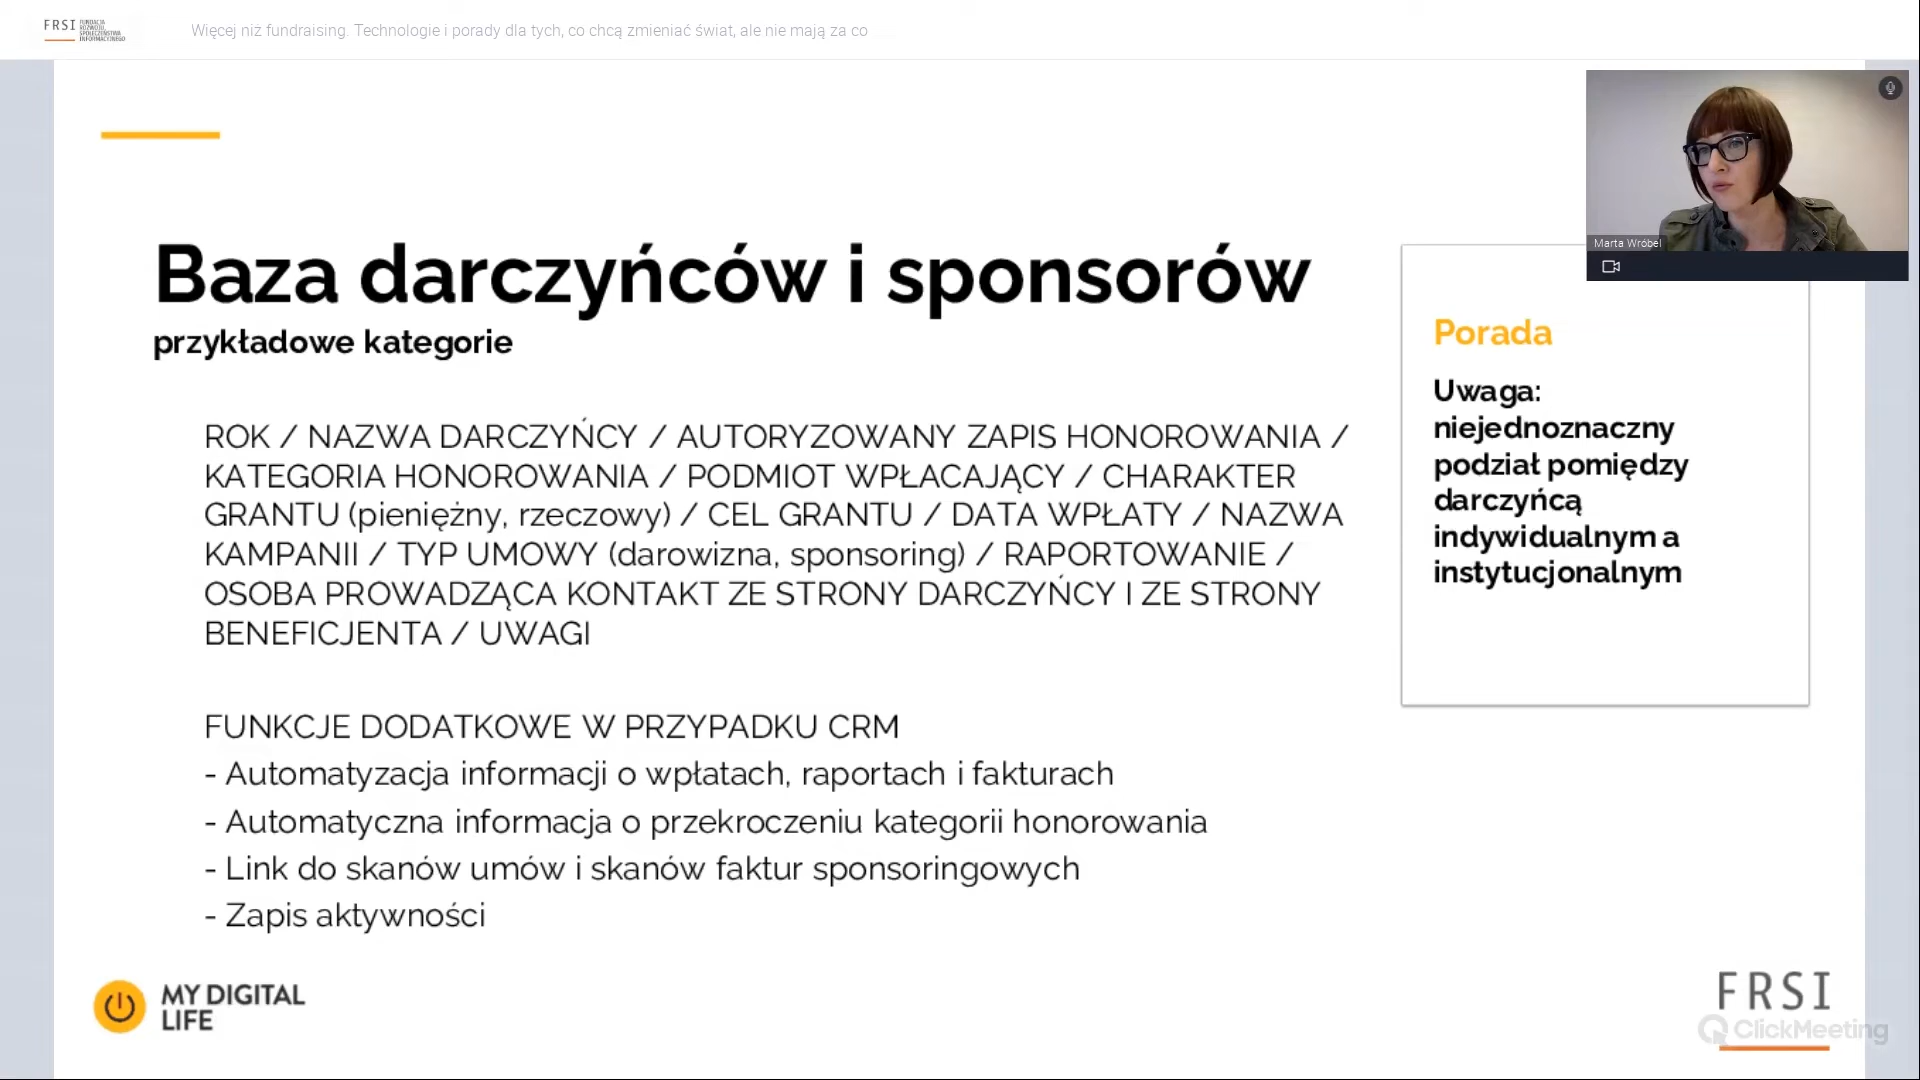 FRSI FUNDACJA
ROZWOJU
SPOŁECZEŃSTWA
INFORMACYJNEGO
Więcej niż fundraising. Technologie i porady dla tych, co chcą zmieniać świat, ale nie mają za co
Marta Wróbel
Baza darczyńców i sponsorów
przykładowe kategorie
ROK / NAZWA DARCZYŃCY / AUTORYZOWANY ZAPIS HONOROWANIA /
KATEGORIA HONOROWANIA / PODMIOT WPŁACAJĄCY / CHARAKTER
GRANTU (pieniężny, rzeczowy) / CEL GRANTU / DATA WPŁATY / NAZWA
KAMPANII / TYP UMOWY (darowizna, sponsoring) / RAPORTOWANIE /
OSOBA PROWADZĄCA KONTAKT ZE STRONY DARCZYŃCY I ZE STRONY
BENEFICJENTA / UWAGI
FUNKCJE DODATKOWE W PRZYPADKU CRM
- Automatyzacja informacji o wpłatach, raportach i fakturach
- Automatyczna informacja o przekroczeniu kategorii honorowania
- Link do skanów umów i skanów faktur sponsoringowych
- Zapis aktywności
Porada
Uwaga:
niejednoznaczny
podział pomiędzy
darczyńcą
indywidualnym a
instytucjonalnym
MY DIGITAL
LIFE
FRSI
ClickMeeting